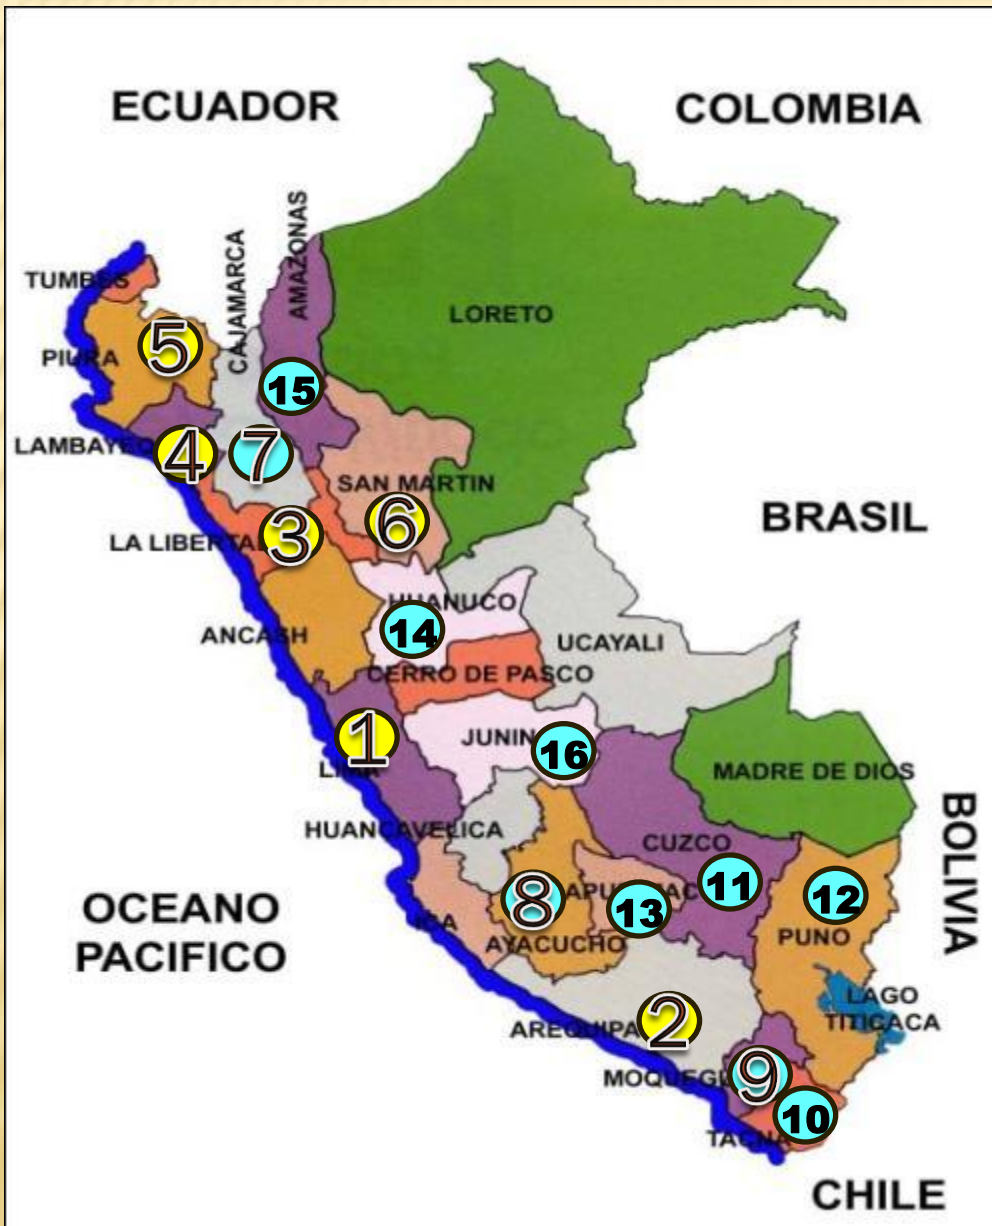 ECUADOR
COLOMBIA
AMAZONAS
CAJAMARCA
TUMBES
LORETO
5
PIURA
15
LAMBAYEQ
4
7
SAN MARTIN
6
BRASIL
3
LA LIBERTAD
HUANUCO
14
ANCASH
UCAYALI
CERRO DE PASCO
1
JUNIN
16
LIMA
MADRE DE DIOS
BOLIVIA
HUANCAVELICA
CUZCO
11
12
8
APURIMAC
13
OCEANO
PACIFICO
ICA
AYACUCHO
PUNO
LAGO
TITICACA
2
AREQUIPA
9
MOQUEGU
10
TACNA
CHILE